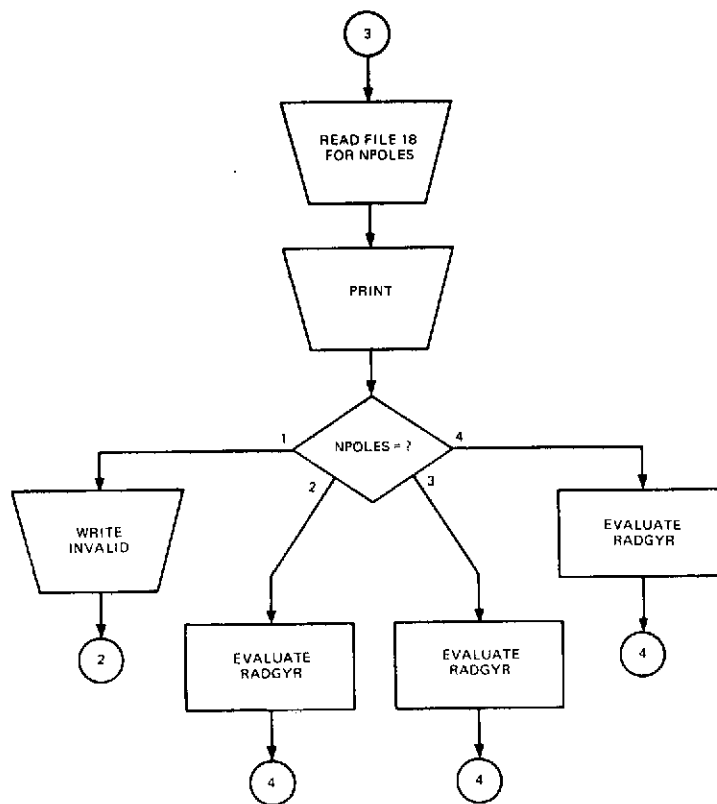 3
READ FILE 18
FOR NPOLES
PRINT
NPOLES = ?
1
4
2
3
WRITE
INVALID
EVALUATE
RADGYR
2
EVALUATE
RADGYR
EVALUATE
RADGYR
4
4
4